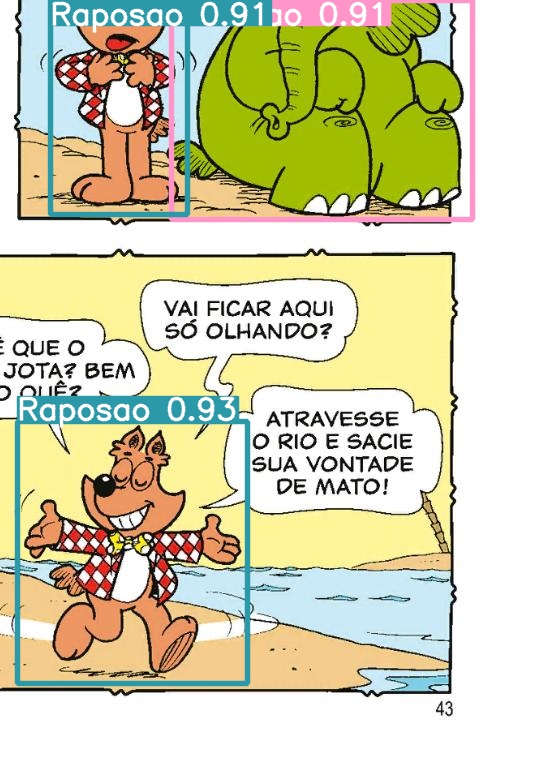 Raposao 0.91
ao 0.91
VAI FICAR AQUI
SÓ OLHANDO?
É QUE O
JOTA? BEM
O QUÊ?
Raposao 0.93
ATRAVESSE
O RIO E SACIE
SUA VONTADE
DE MATO!
43